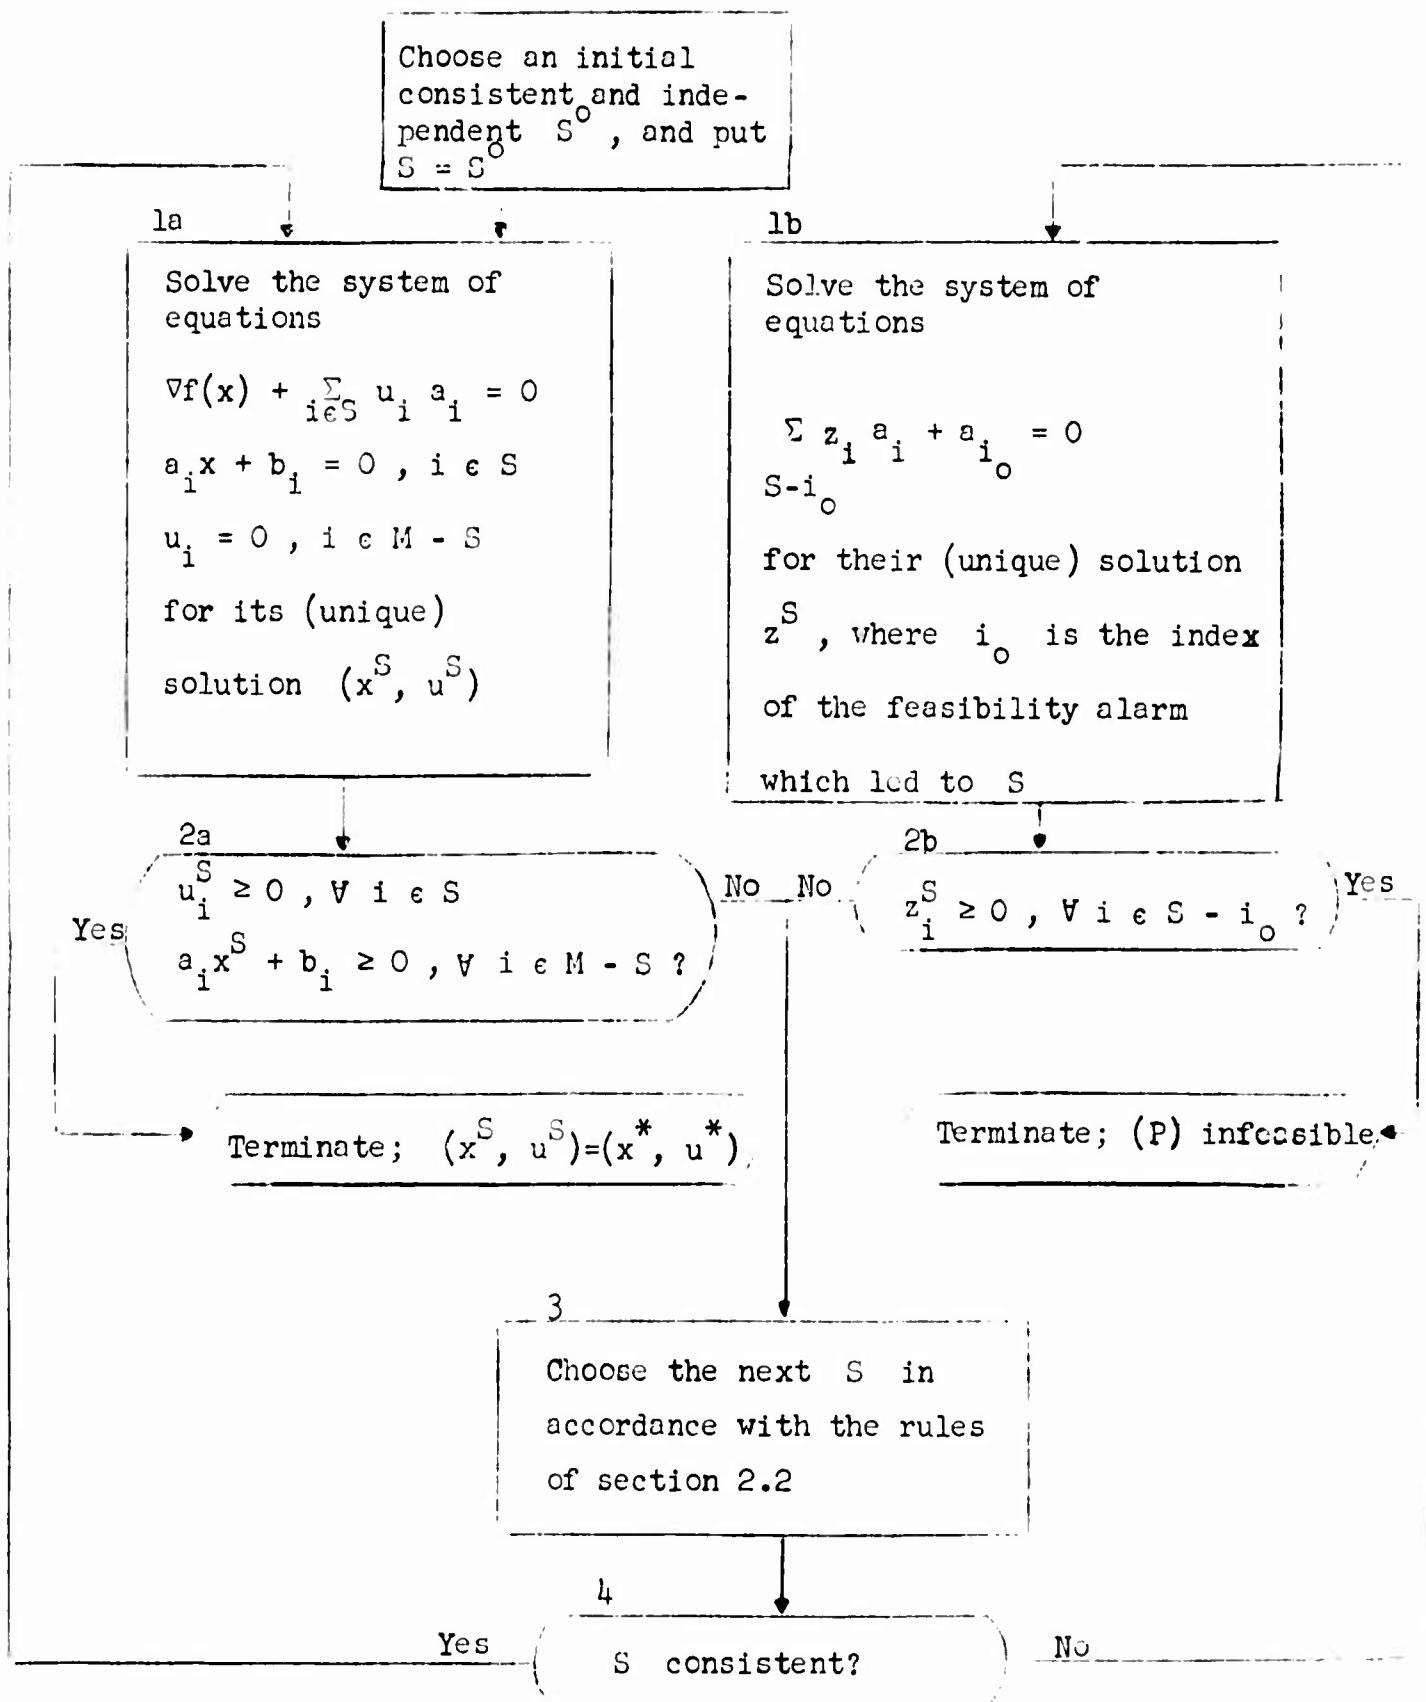 Choose an initial
consistent and inde-
pendent S° , and put
S = S°
1a
Solve the system of
equations
∇f(x) + Σ_{i∈S} u_i a_i = 0
a_i x + b_i = 0 , i ∈ S
u_i = 0 , i ∈ M - S
for its (unique)
solution (x^S, u^S)
1b
Solve the system of
equations
Σ_{S-i_o} z_i a_i + a_{i_o} = 0
for their (unique) solution
z^S , where i_o is the index
of the feasibility alarm
which led to S
2a
u_i^S ≥ 0 , ∀ i ∈ S
a_i x^S + b_i ≥ 0 , ∀ i ∈ M - S ?
Yes
No
2b
z_i^S ≥ 0 , ∀ i ∈ S - i_o ?
No
Yes
Terminate; (x^S, u^S)=(x^*, u^*)
Terminate; (P) infeasible
3
Choose the next S in
accordance with the rules
of section 2.2
4
S consistent?
Yes
No